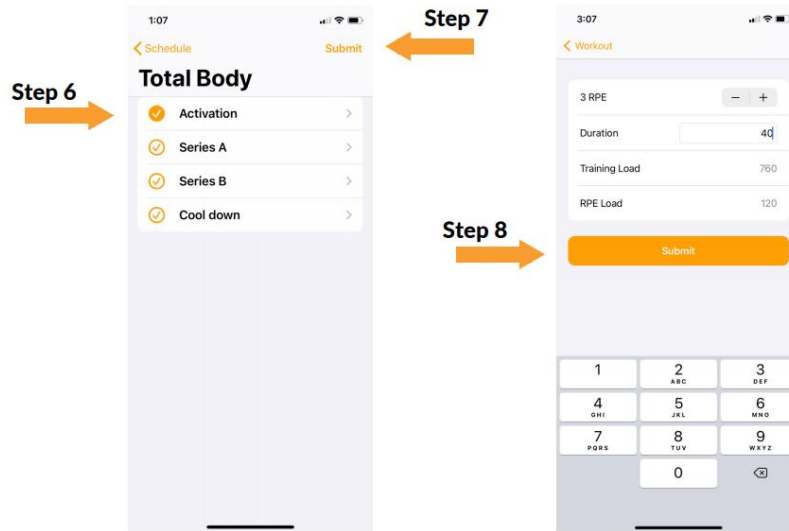 Step 7
1:07
Schedule
Submit
Total Body
Step 6
Activation
Series A
Series B
Cool down
3:07
Workout
3 RPE
− +
Duration 40
Training Load 760
RPE Load 120
Step 8
Submit
1 2 3
ABC DEF
4 5 6
GHI JKL MNO
7 8 9
PQRS TUV WXYZ
0